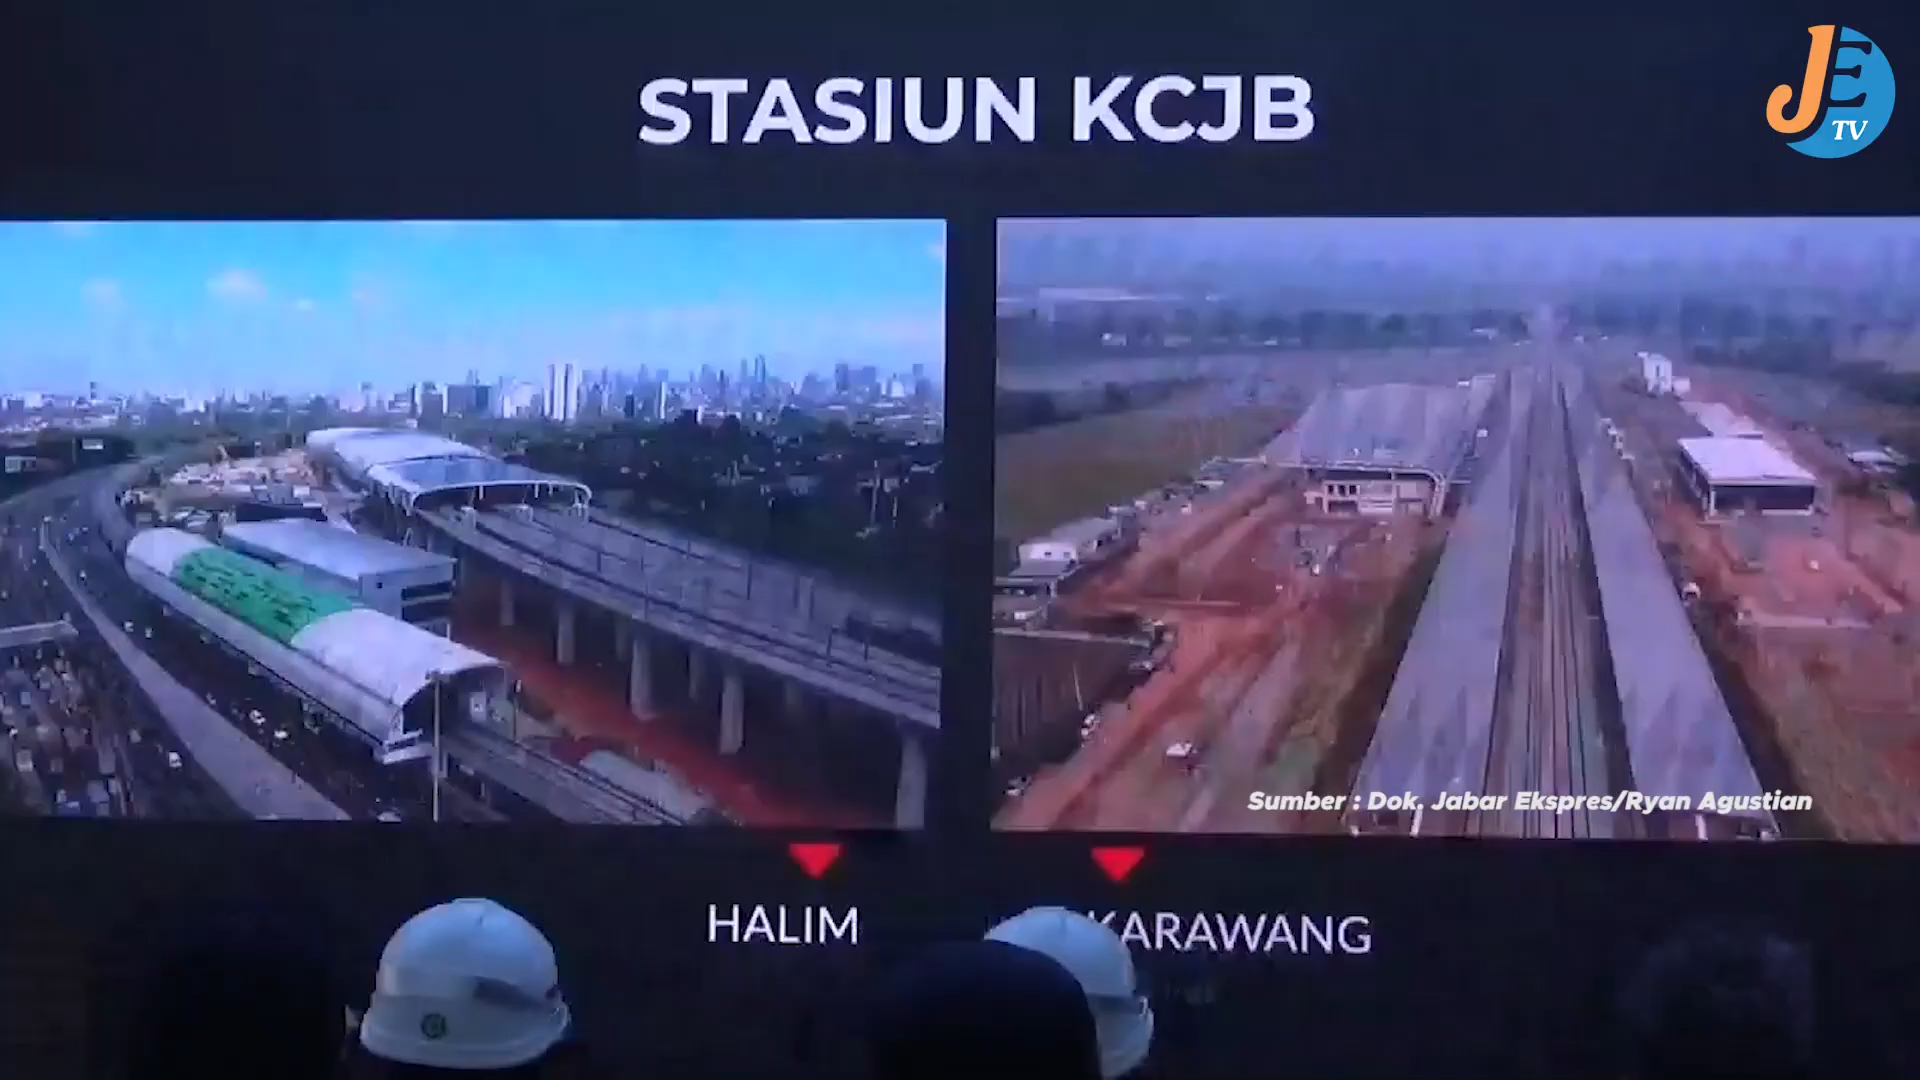 STASIUN KCJB
JE
TV
Sumber : Dok. Jabar Ekspres/Ryan Agustian
HALIM
KARAWANG